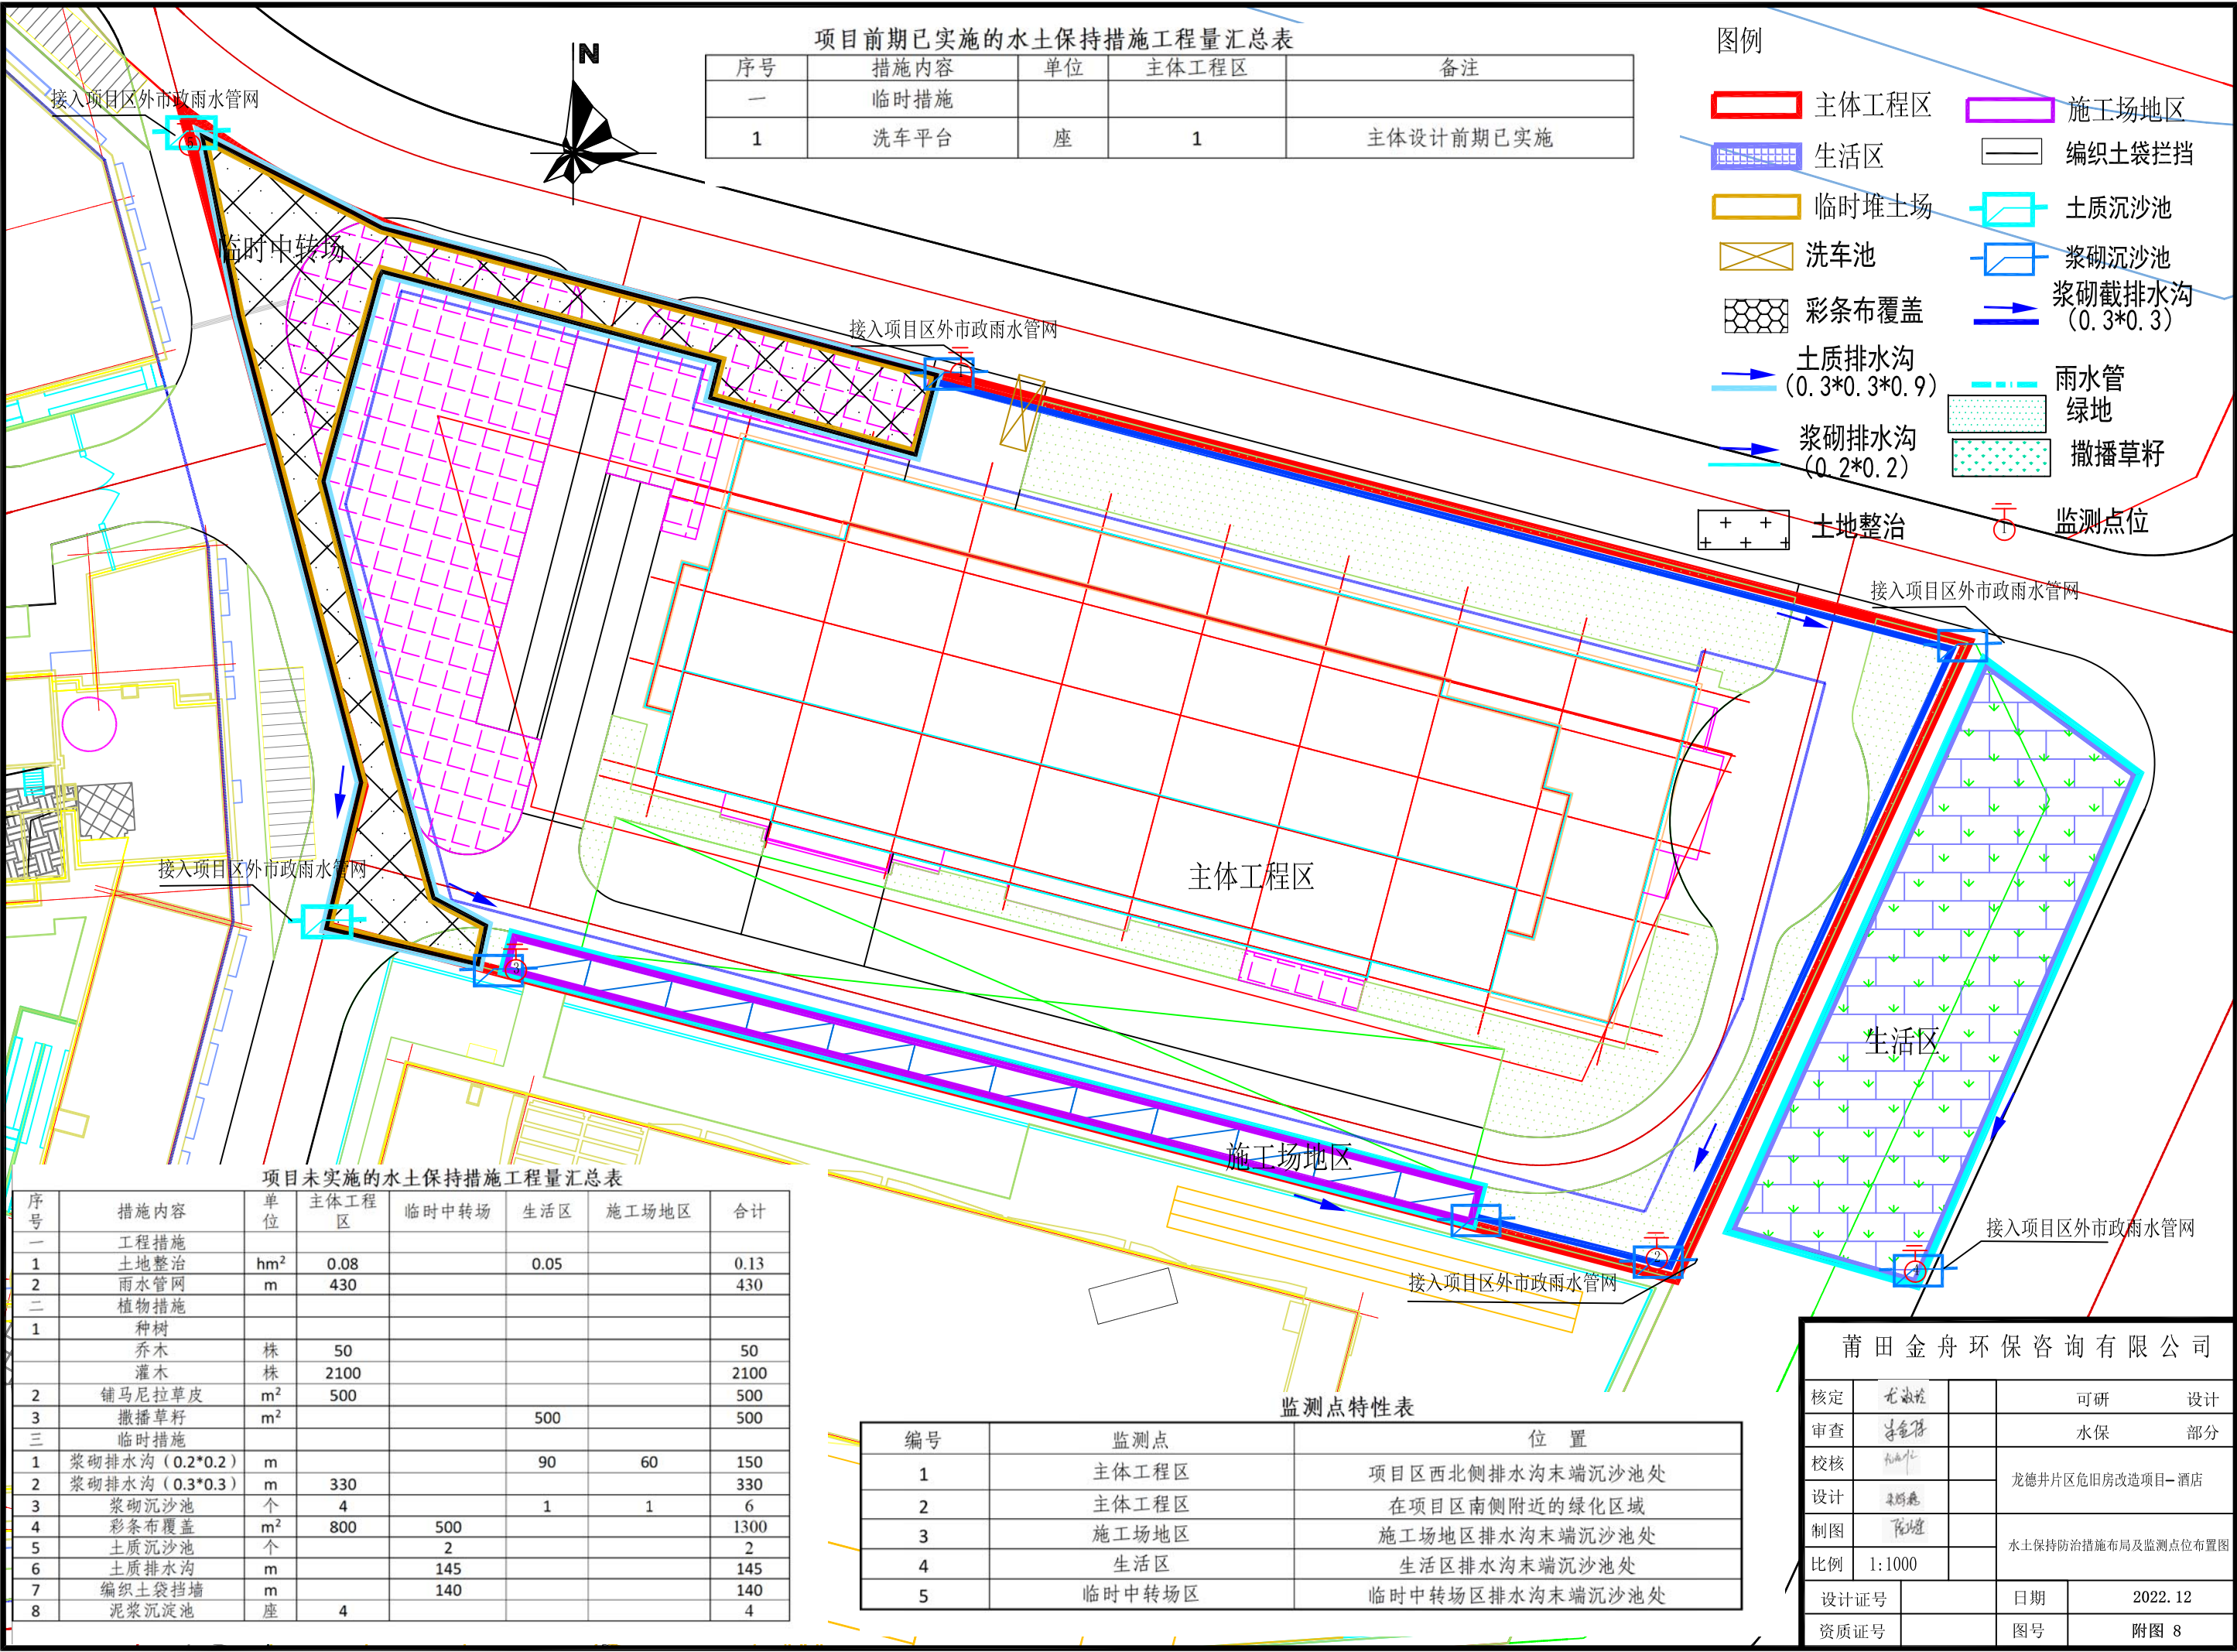 项目前期已实施的水土保持措施工程量汇总表
序号 措施内容 单位 主体工程区 备注
一 临时措施
1 洗车平台 座 1 主体设计前期已实施
N
图例
主体工程区 施工场地区
生活区 编织土袋拦挡
临时堆土场 土质沉沙池
洗车池 浆砌沉沙池
彩条布覆盖 浆砌截排水沟
(0.3*0.3)
土质排水沟 雨水管
(0.3*0.3*0.9) 绿地
浆砌排水沟 撒播草籽
(0.2*0.2)
土地整治 1 监测点位
接入项目区外市政雨水管网
5
临时中转场
接入项目区外市政雨水管网
1
接入项目区外市政雨水管网
主体工程区
接入项目区外市政雨水管网
3
生活区
施工场地区
接入项目区外市政雨水管网
2
接入项目区外市政雨水管网
4
项目未实施的水土保持措施工程量汇总表
序号 措施内容 单位 主体工程区 临时中转场 生活区 施工场地区 合计
一 工程措施
1 土地整治 hm² 0.08 0.05 0.13
2 雨水管网 m 430 430
二 植物措施
1 种树
乔木 株 50 50
灌木 株 2100 2100
2 铺马尼拉草皮 m² 500 500
3 撒播草籽 m² 500 500
三 临时措施
1 浆砌排水沟（0.2*0.2） m 90 60 150
2 浆砌排水沟（0.3*0.3） m 330 330
3 浆砌沉沙池 个 4 1 1 6
4 彩条布覆盖 m² 800 500 1300
5 土质沉沙池 个 2 2
6 土质排水沟 m 145 145
7 编织土袋挡墙 m 140 140
8 泥浆沉淀池 座 4 4
监测点特性表
编号 监测点 位 置
1 主体工程区 项目区西北侧排水沟末端沉沙池处
2 主体工程区 在项目区南侧附近的绿化区域
3 施工场地区 施工场地区排水沟末端沉沙池处
4 生活区 生活区排水沟末端沉沙池处
5 临时中转场区 临时中转场区排水沟末端沉沙池处
莆田金舟环保咨询有限公司
核定 可研 设计
审查 水保 部分
校核
龙德井片区危旧房改造项目-酒店
设计
制图
水土保持防治措施布局及监测点位布置图
比例 1:1000
设计证号 日期 2022.12
资质证号 图号 附图 8